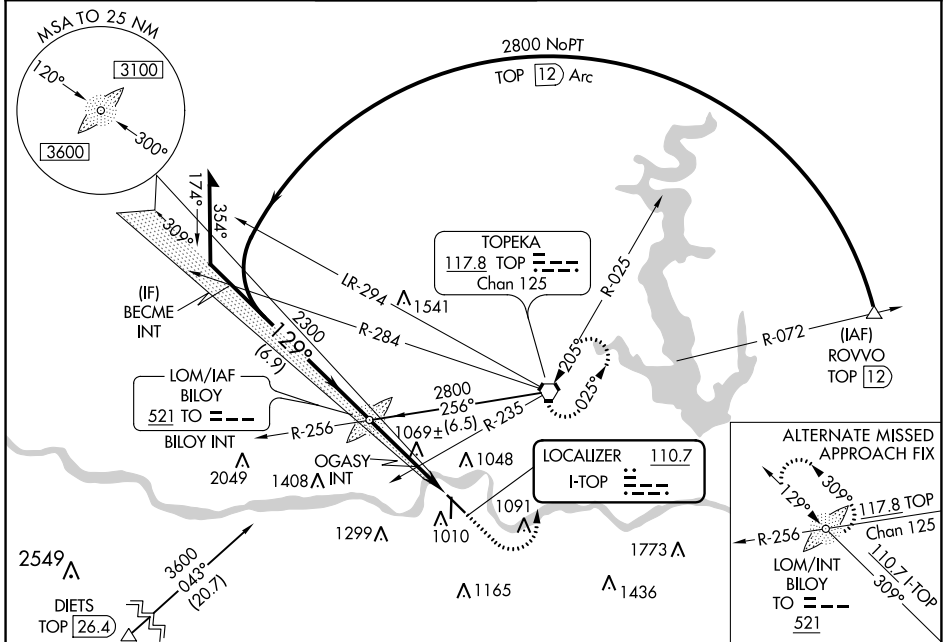 MSA TO 25 NM
120°
3100
3600
300°
2800 NoPT
TOP 12 Arc
174°
354°
309°
TOPEKA
117.8 TOP
Chan 125
R-025
LR-294
1541
(IF)
BECME
INT
2300
R-284
129°
(6.9)
205°
025°
R-072
(IAF)
ROVVO
TOP 12
LOM/IAF
BILOY
521 TO
BILOY INT
R-256
2800
256°
(6.5)
R-235
1069±
OGASY
INT
2049
1408
1048
LOCALIZER 110.7
I-TOP
1299
1010
1091
1773
2549
3600
043°
(20.7)
DIETS
TOP 26.4
1165
1436
ALTERNATE MISSED
APPROACH FIX
129°
309°
117.8 TOP
Chan 125
R-256
110.7 I-TOP
309°
LOM/INT
BILOY
TO
521